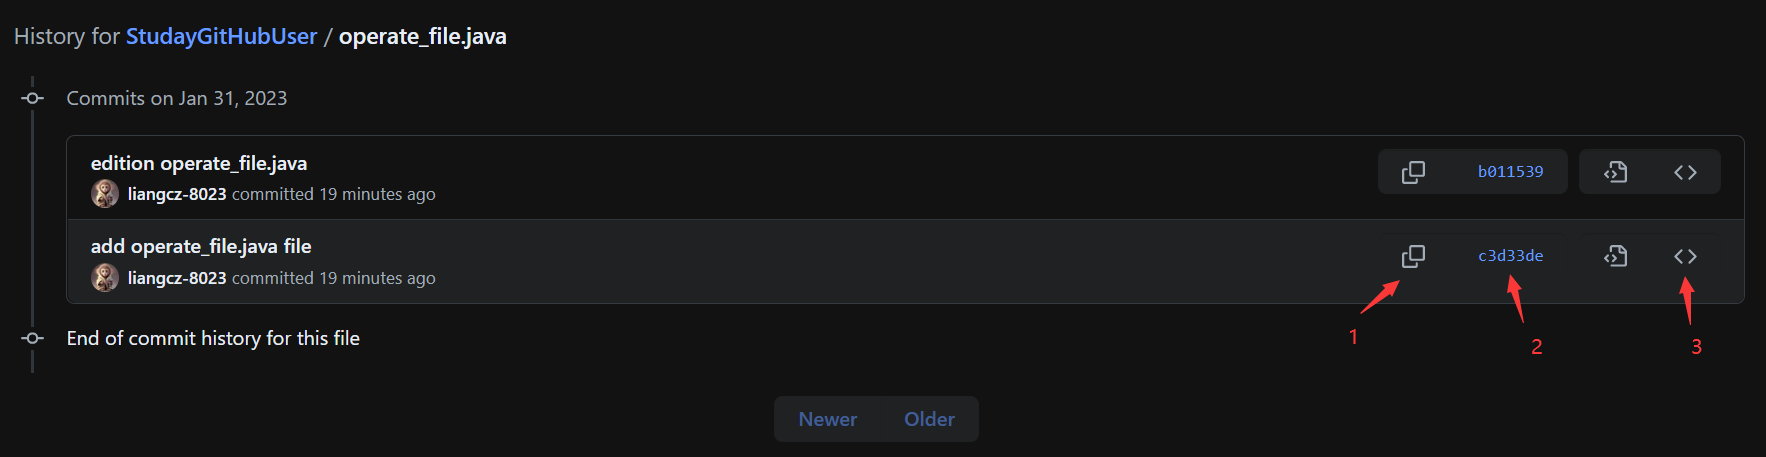 History for StudayGitHubUser / operate_file.java
Commits on Jan 31, 2023
edition operate_file.java
liangcz-8023 committed 19 minutes ago
b011539
add operate_file.java file
liangcz-8023 committed 19 minutes ago
c3d33de
1
2
3
End of commit history for this file
Newer Older